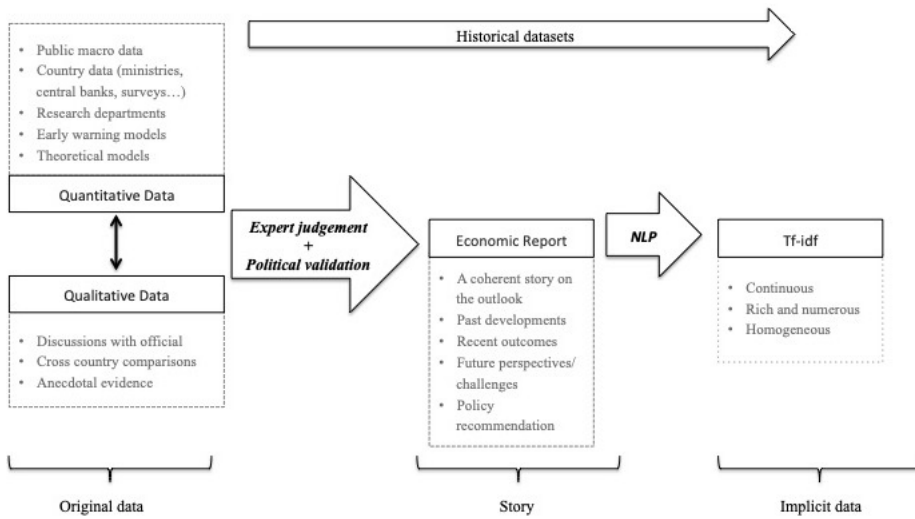 Historical datasets
• Public macro data
• Country data (ministries,
central banks, surveys…)
• Research departments
• Early warning models
• Theoretical models
Quantitative Data
Expert judgement
+
Political validation
Qualitative Data
• Discussions with official
• Cross country comparisons
• Anecdotal evidence
Economic Report
• A coherent story on
the outlook
• Past developments
• Recent outcomes
• Future perspectives/
challenges
• Policy
recommendation
NLP
Tf-idf
• Continuous
• Rich and numerous
• Homogeneous
Original data
Story
Implicit data